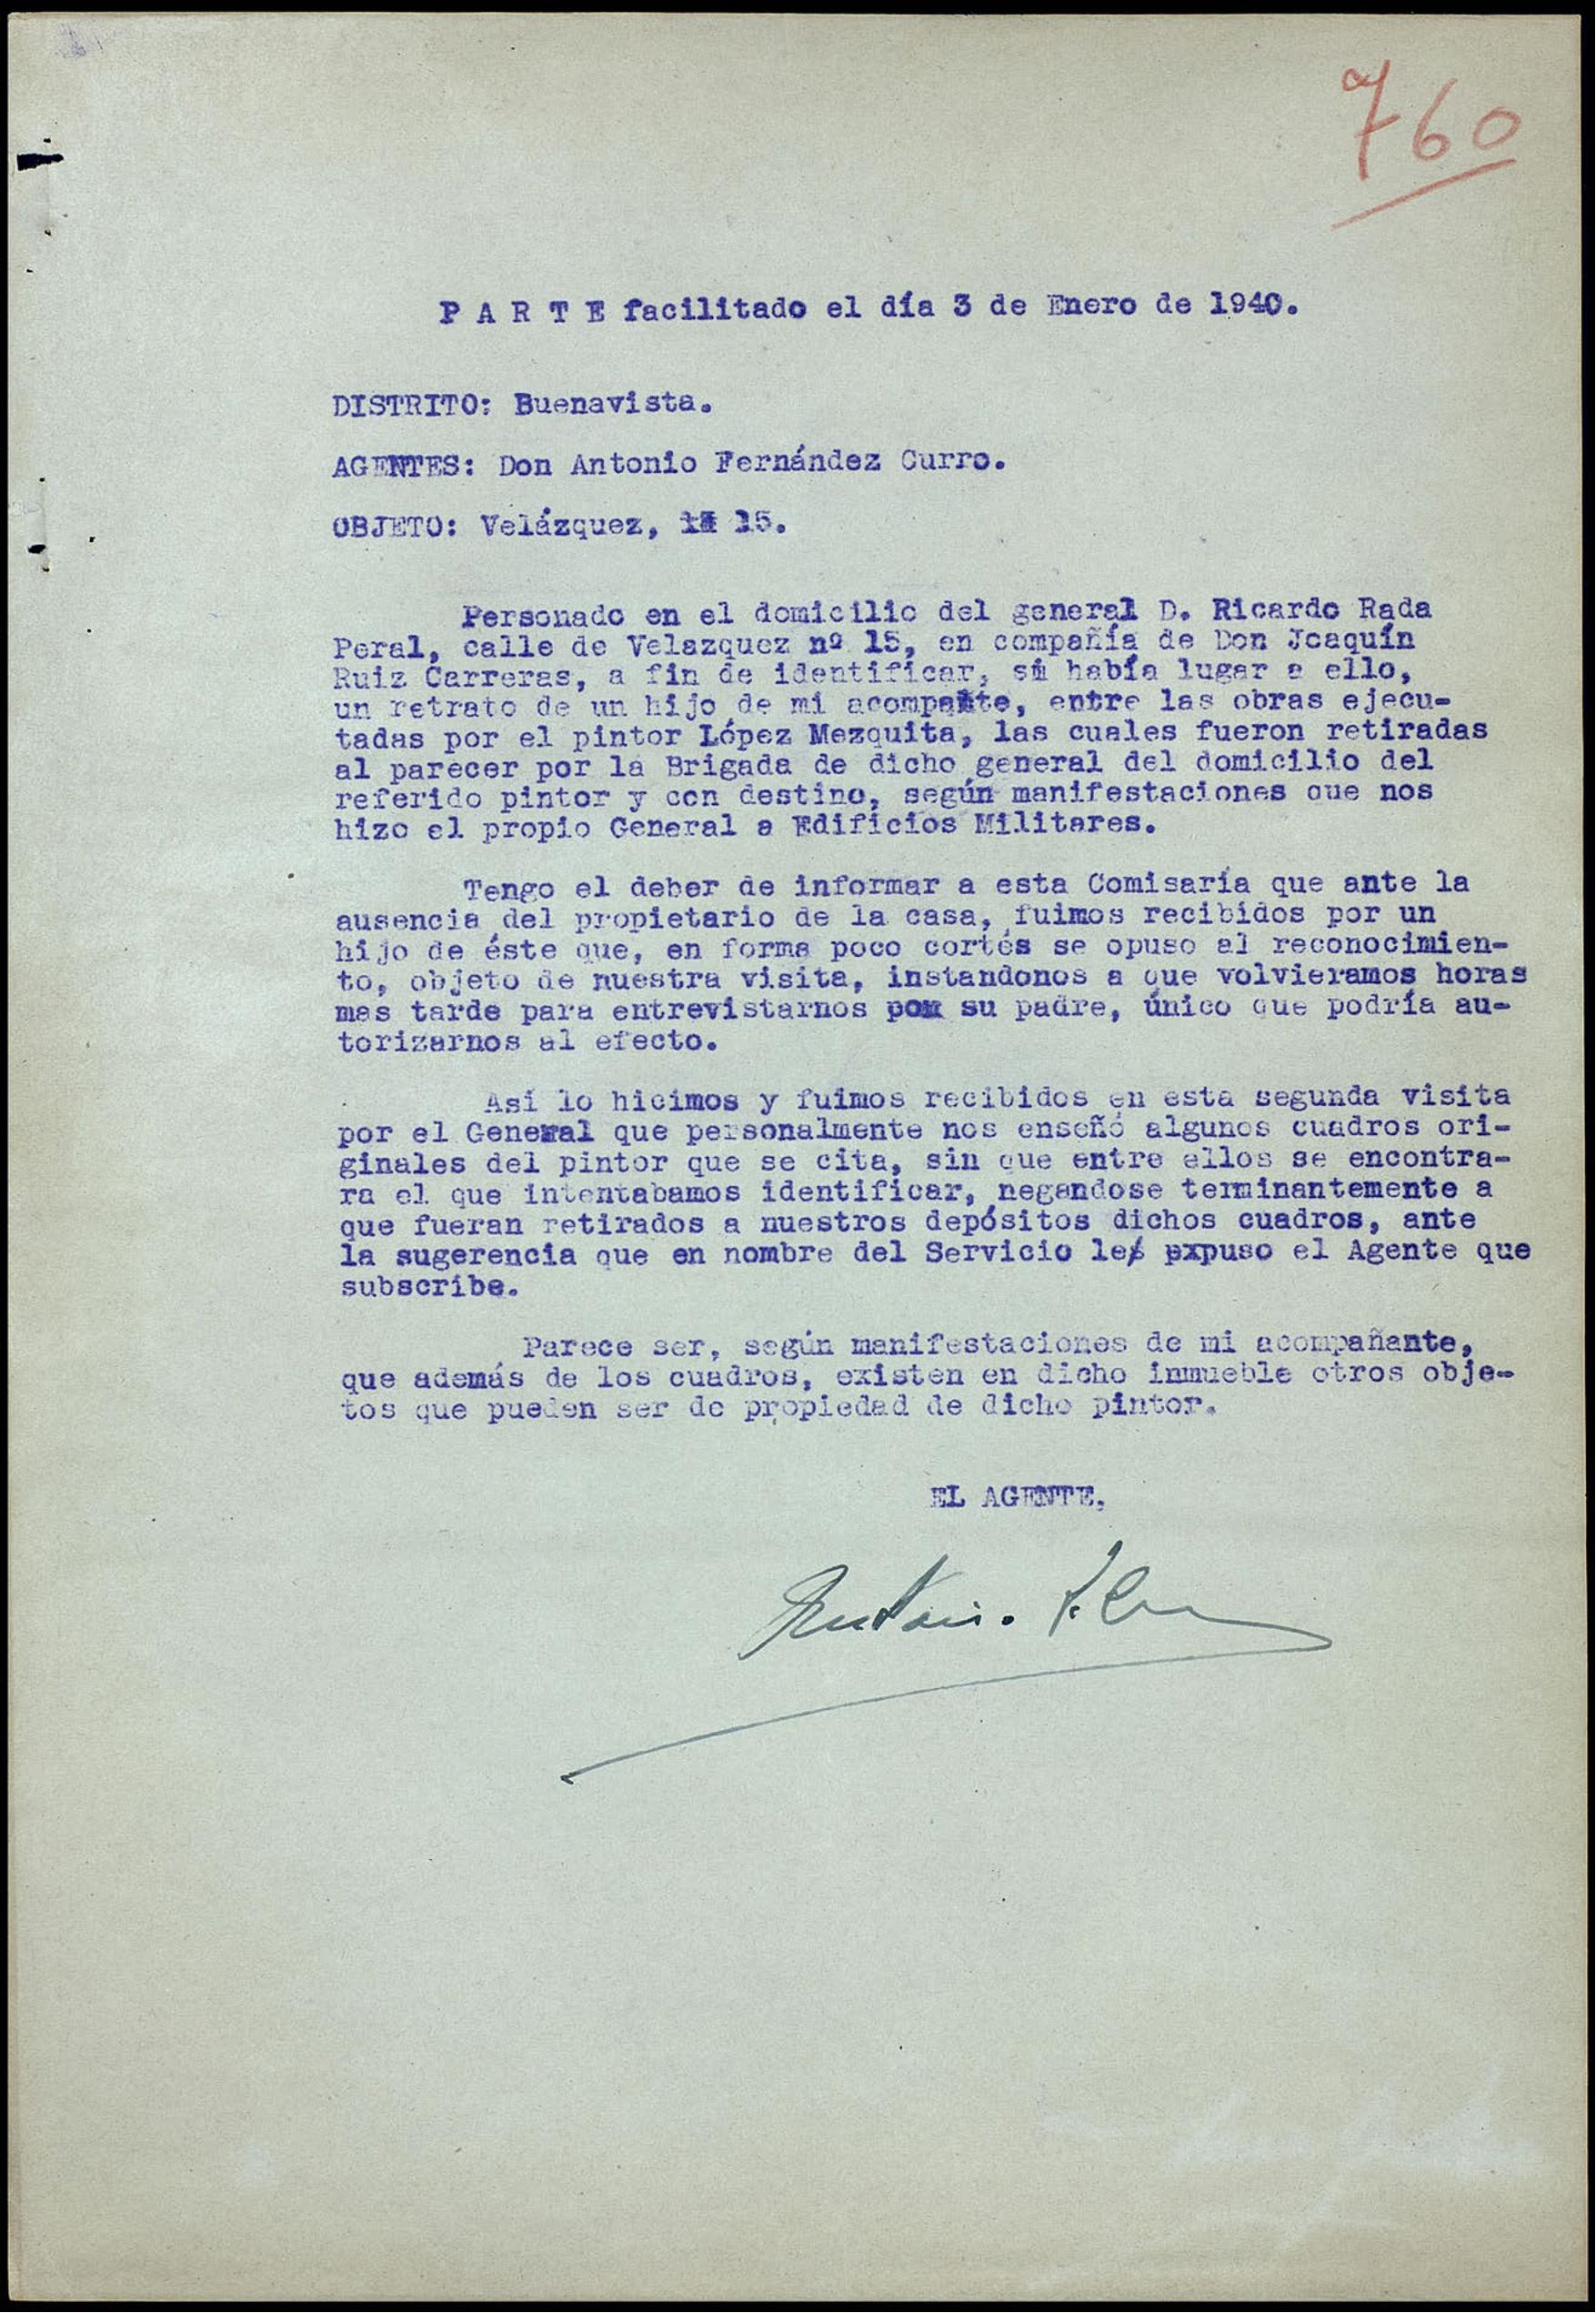 760
P A R T E facilitado el día 3 de Enero de 1940.
DISTRITO: Buenavista.
AGENTES: Don Antonio Fernández Curro.
OBJETO: Velázquez, 15.
Personado en el domicilio del general D. Ricardo Rada
Peral, calle de Velazquez nº 15, en compañía de Don Joaquín
Ruiz Carreras, a fin de identificar, si había lugar a ello,
un retrato de un hijo de mi acompañte, entre las obras ejecu-
tadas por el pintor López Mezquita, las cuales fueron retiradas
al parecer por la Brigada de dicho general del domicilio del
referido pintor y con destino, según manifestaciones que nos
hizo el propio General a Edificios Militares.
Tengo el deber de informar a esta Comisaría que ante la
ausencia del propietario de la casa, fuimos recibidos por un
hijo de éste que, en forma poco cortés se opuso al reconocimien-
to, objeto de nuestra visita, instandonos a que volvieramos horas
mas tarde para entrevistarnos con su padre, único que podría au-
torizarnos al efecto.
Así lo hicimos y fuimos recibidos en esta segunda visita
por el General que personalmente nos enseñó algunos cuadros ori-
ginales del pintor que se cita, sin que entre ellos se encontra-
ra el que intentabamos identificar, negandose terminantemente a
que fueran retirados a nuestros depósitos dichos cuadros, ante
la sugerencia que en nombre del Servicio le expuso el Agente que
subscribe.
Parece ser, según manifestaciones de mi acompañante,
que además de los cuadros, existen en dicho inmueble otros obje-
tos que pueden ser de propiedad de dicho pintor.
EL AGENTE,